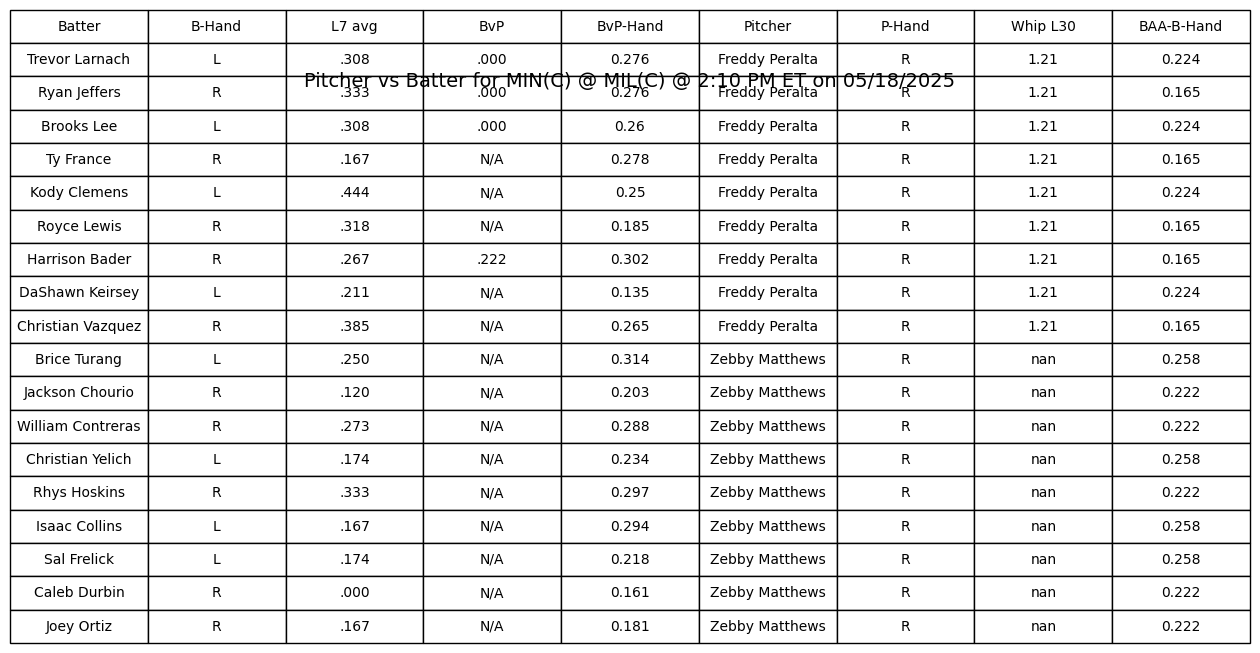 Batter B-Hand L7 avg BvP BvP-Hand Pitcher P-Hand Whip L30 BAA-B-Hand
Trevor Larnach L .308 .000 0.276 Freddy Peralta R 1.21 0.224
Pitcher vs Batter for MIN(C) @ MIL(C) @ 2:10 PM ET on 05/18/2025
Ryan Jeffers R .333 .000 0.276 Freddy Peralta R 1.21 0.165
Brooks Lee L .308 .000 0.26 Freddy Peralta R 1.21 0.224
Ty France R .167 N/A 0.278 Freddy Peralta R 1.21 0.165
Kody Clemens L .444 N/A 0.25 Freddy Peralta R 1.21 0.224
Royce Lewis R .318 N/A 0.185 Freddy Peralta R 1.21 0.165
Harrison Bader R .267 .222 0.302 Freddy Peralta R 1.21 0.165
DaShawn Keirsey L .211 N/A 0.135 Freddy Peralta R 1.21 0.224
Christian Vazquez R .385 N/A 0.265 Freddy Peralta R 1.21 0.165
Brice Turang L .250 N/A 0.314 Zebby Matthews R nan 0.258
Jackson Chourio R .120 N/A 0.203 Zebby Matthews R nan 0.222
William Contreras R .273 N/A 0.288 Zebby Matthews R nan 0.222
Christian Yelich L .174 N/A 0.234 Zebby Matthews R nan 0.258
Rhys Hoskins R .333 N/A 0.297 Zebby Matthews R nan 0.222
Isaac Collins L .167 N/A 0.294 Zebby Matthews R nan 0.258
Sal Frelick L .174 N/A 0.218 Zebby Matthews R nan 0.258
Caleb Durbin R .000 N/A 0.161 Zebby Matthews R nan 0.222
Joey Ortiz R .167 N/A 0.181 Zebby Matthews R nan 0.222